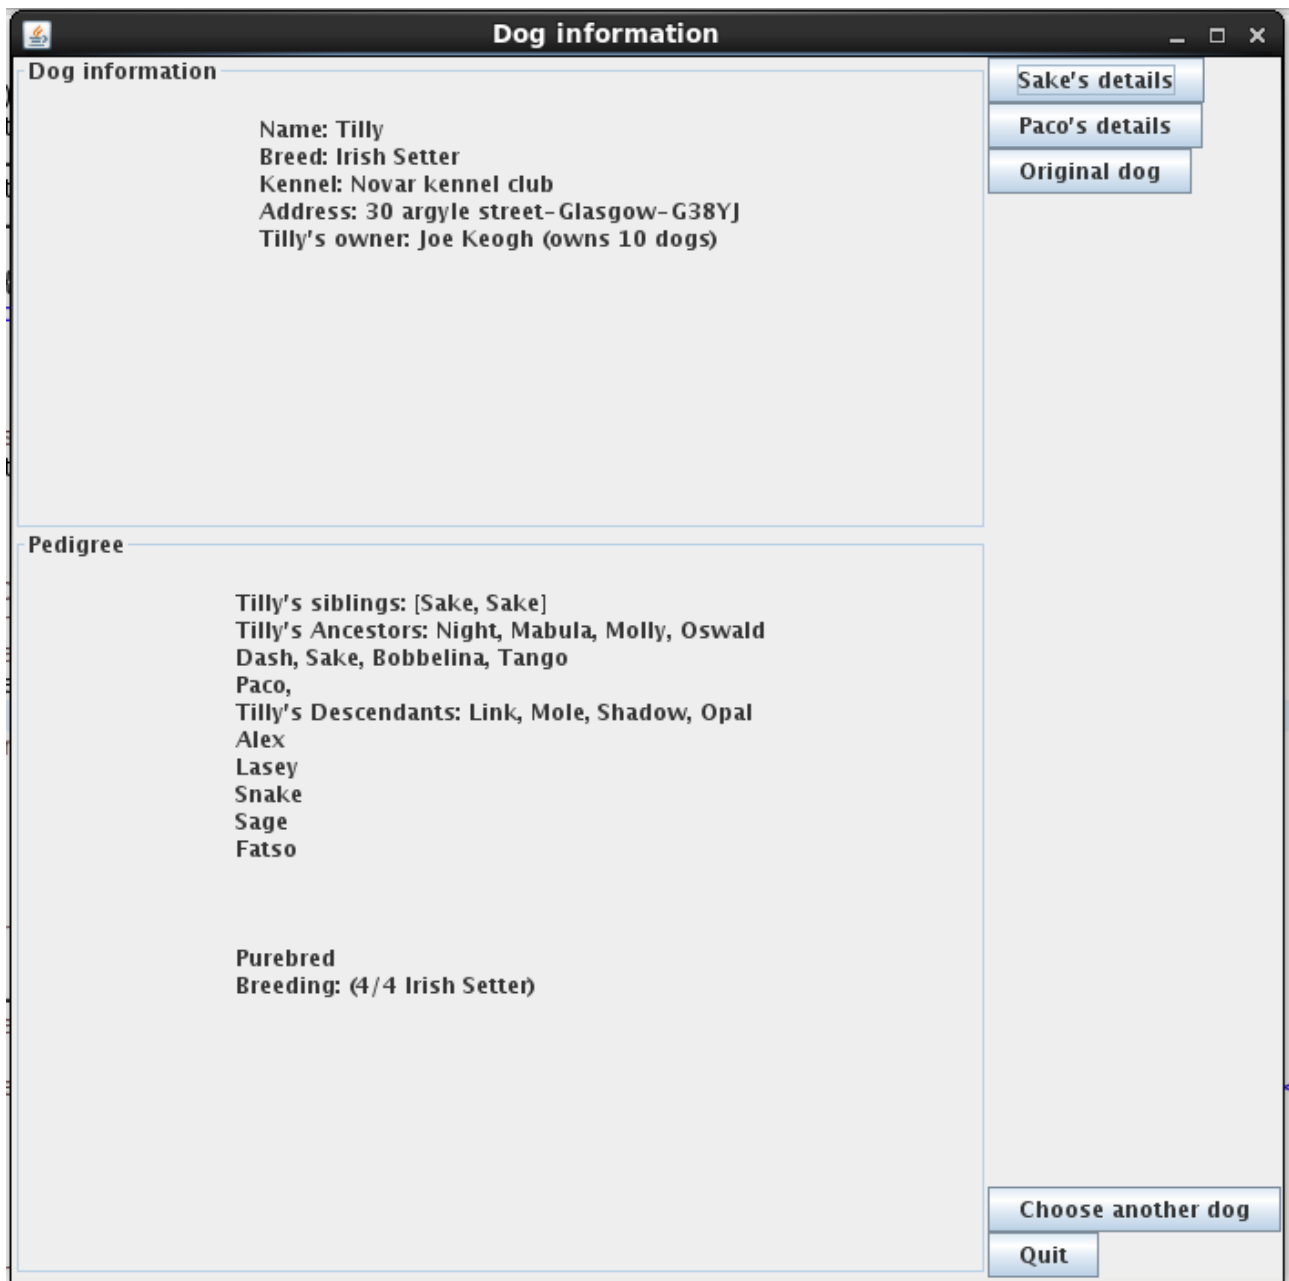 Dog information
Dog information
Name: Tilly
Breed: Irish Setter
Kennel: Novar kennel club
Address: 30 argyle street-Glasgow-G38YJ
Tilly's owner: Joe Keogh (owns 10 dogs)
Sake's details
Paco's details
Original dog
Pedigree
Tilly's siblings: [Sake, Sake]
Tilly's Ancestors: Night, Mabula, Molly, Oswald
Dash, Sake, Bobbelina, Tango
Paco,
Tilly's Descendants: Link, Mole, Shadow, Opal
Alex
Lasey
Snake
Sage
Fatso
Purebred
Breeding: (4/4 Irish Setter)
Choose another dog
Quit